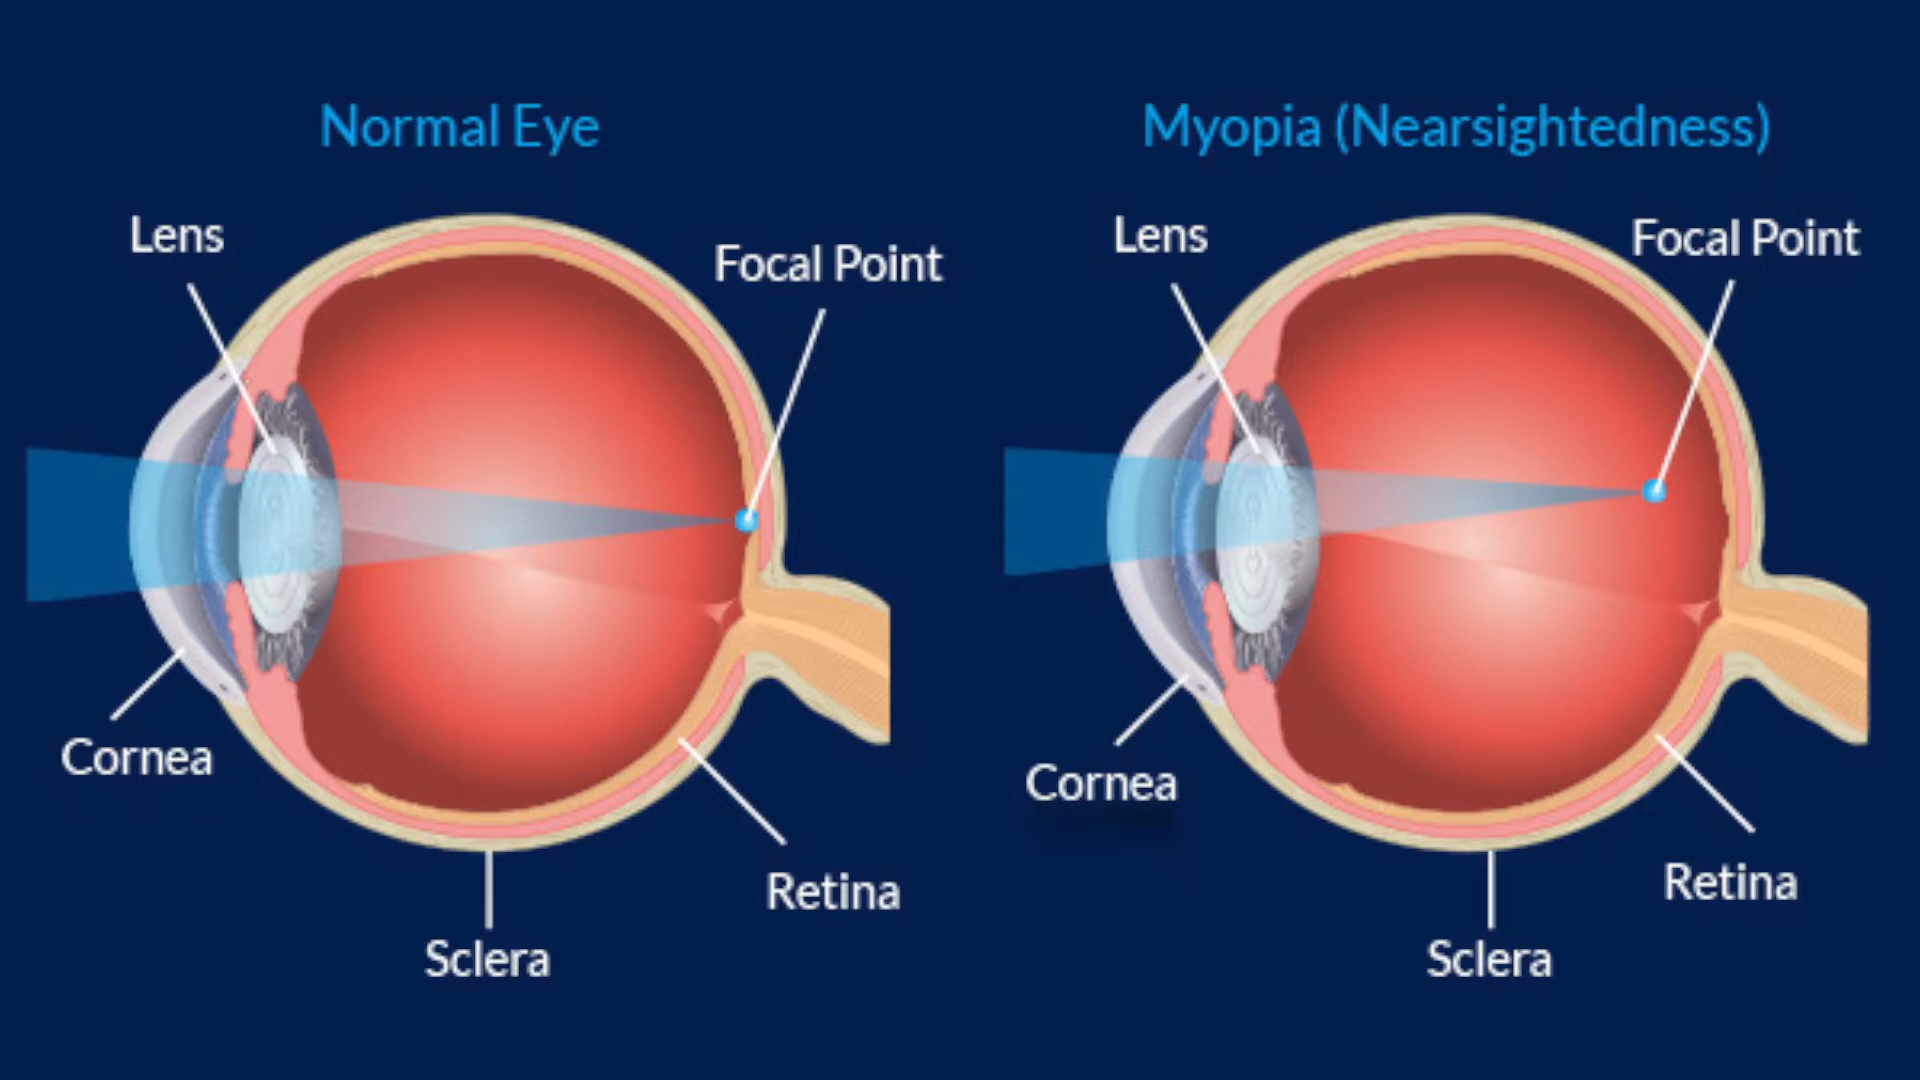 Normal Eye
Lens
Focal Point
Cornea
Retina
Sclera
Myopia (Nearsightedness)
Lens
Focal Point
Cornea
Retina
Sclera